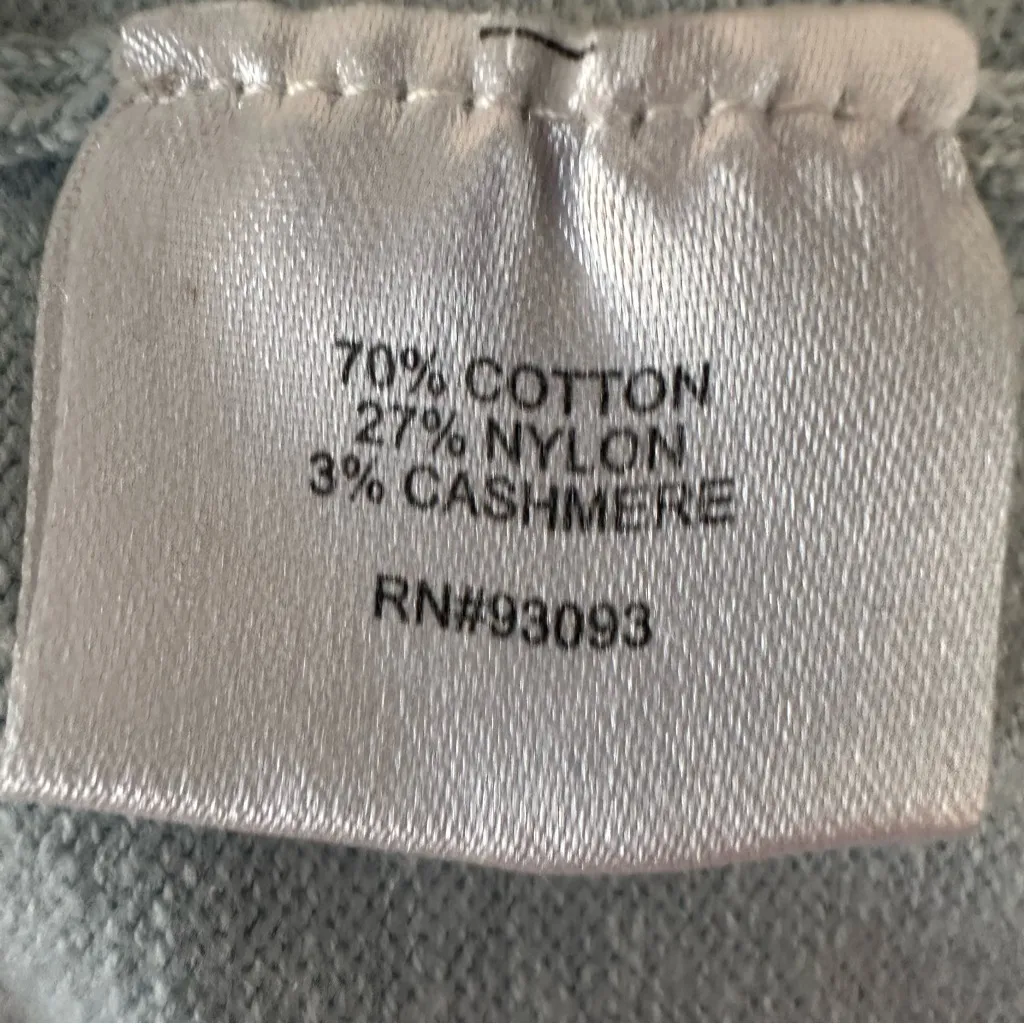 70% COTTON
27% NYLON
3% CASHMERE
RN#93093